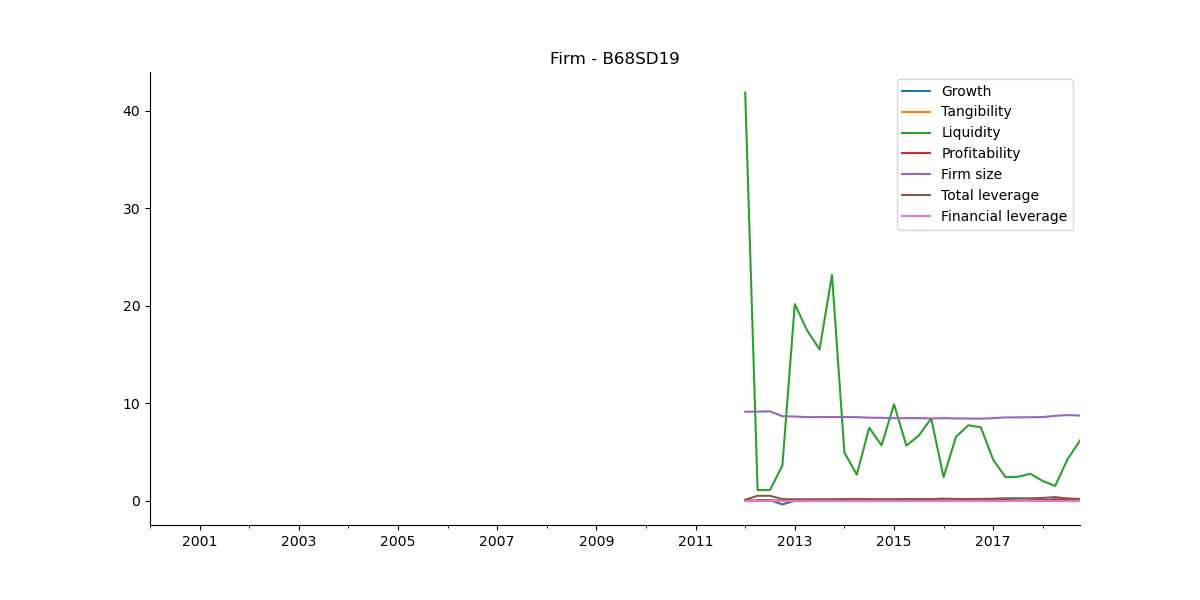 Firm - B68SD19
Growth
Tangibility
Liquidity
Profitability
Firm size
Total leverage
Financial leverage
40
30
20
10
0
2001 2003 2005 2007 2009 2011 2013 2015 2017